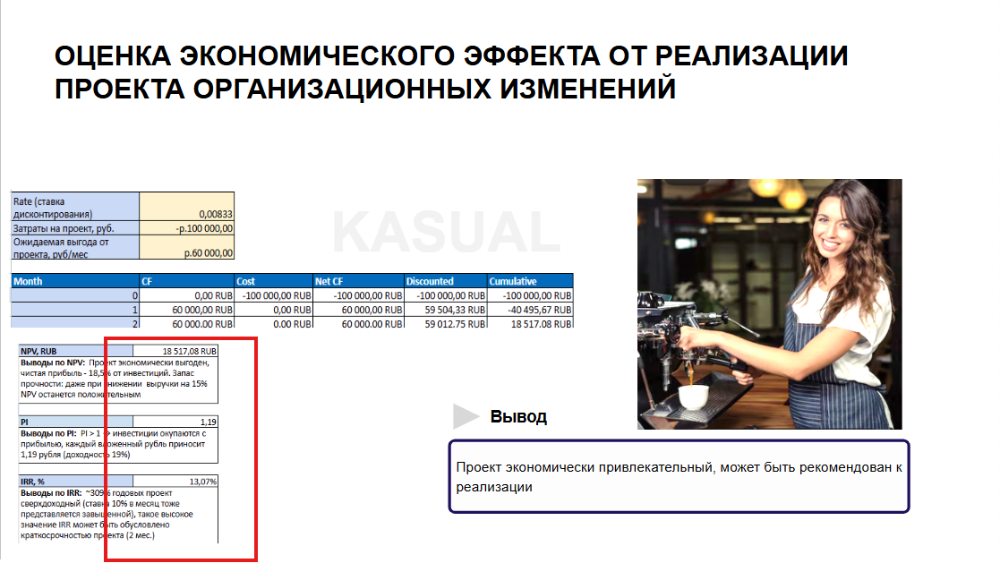 ОЦЕНКА ЭКОНОМИЧЕСКОГО ЭФФЕКТА ОТ РЕАЛИЗАЦИИ
ПРОЕКТА ОРГАНИЗАЦИОННЫХ ИЗМЕНЕНИЙ
KASUAL
Rate (ставка
дисконтирования) 0,00833
Затраты на проект, руб. -р.100 000,00
Ожидаемая выгода от
проекта, руб/мес р.60 000,00
Month CF Cost Net CF Discounted Cumulative
0 0,00 RUB -100 000,00 RUB -100 000,00 RUB -100 000,00 RUB -100 000,00 RUB
1 60 000,00 RUB 0,00 RUB 60 000,00 RUB 59 504,33 RUB -40 495,67 RUB
2 60 000,00 RUB 0,00 RUB 60 000,00 RUB 59 012,75 RUB 18 517,08 RUB
NPV, RUB 18 517,08 RUB
Выводы по NPV: Проект экономически выгоден,
чистая прибыль - 18,5% от инвестиций. Запас
прочности: даже при снижении выручки на 15%
NPV останется положительным
PI 1,19
Выводы по PI: PI > 1 → инвестиции окупаются с
прибылью, каждый вложенный рубль приносит
1,19 рубля (доходность 19%)
IRR, % 13,07%
Выводы по IRR: ~309% годовых проект
сверхдоходный (ставка 10% в месяц тоже
представляется завышенной), такое высокое
значение IRR может быть обусловлено
краткосрочностью проекта (2 мес.)
Вывод
Проект экономически привлекательный, может быть рекомендован к
реализации